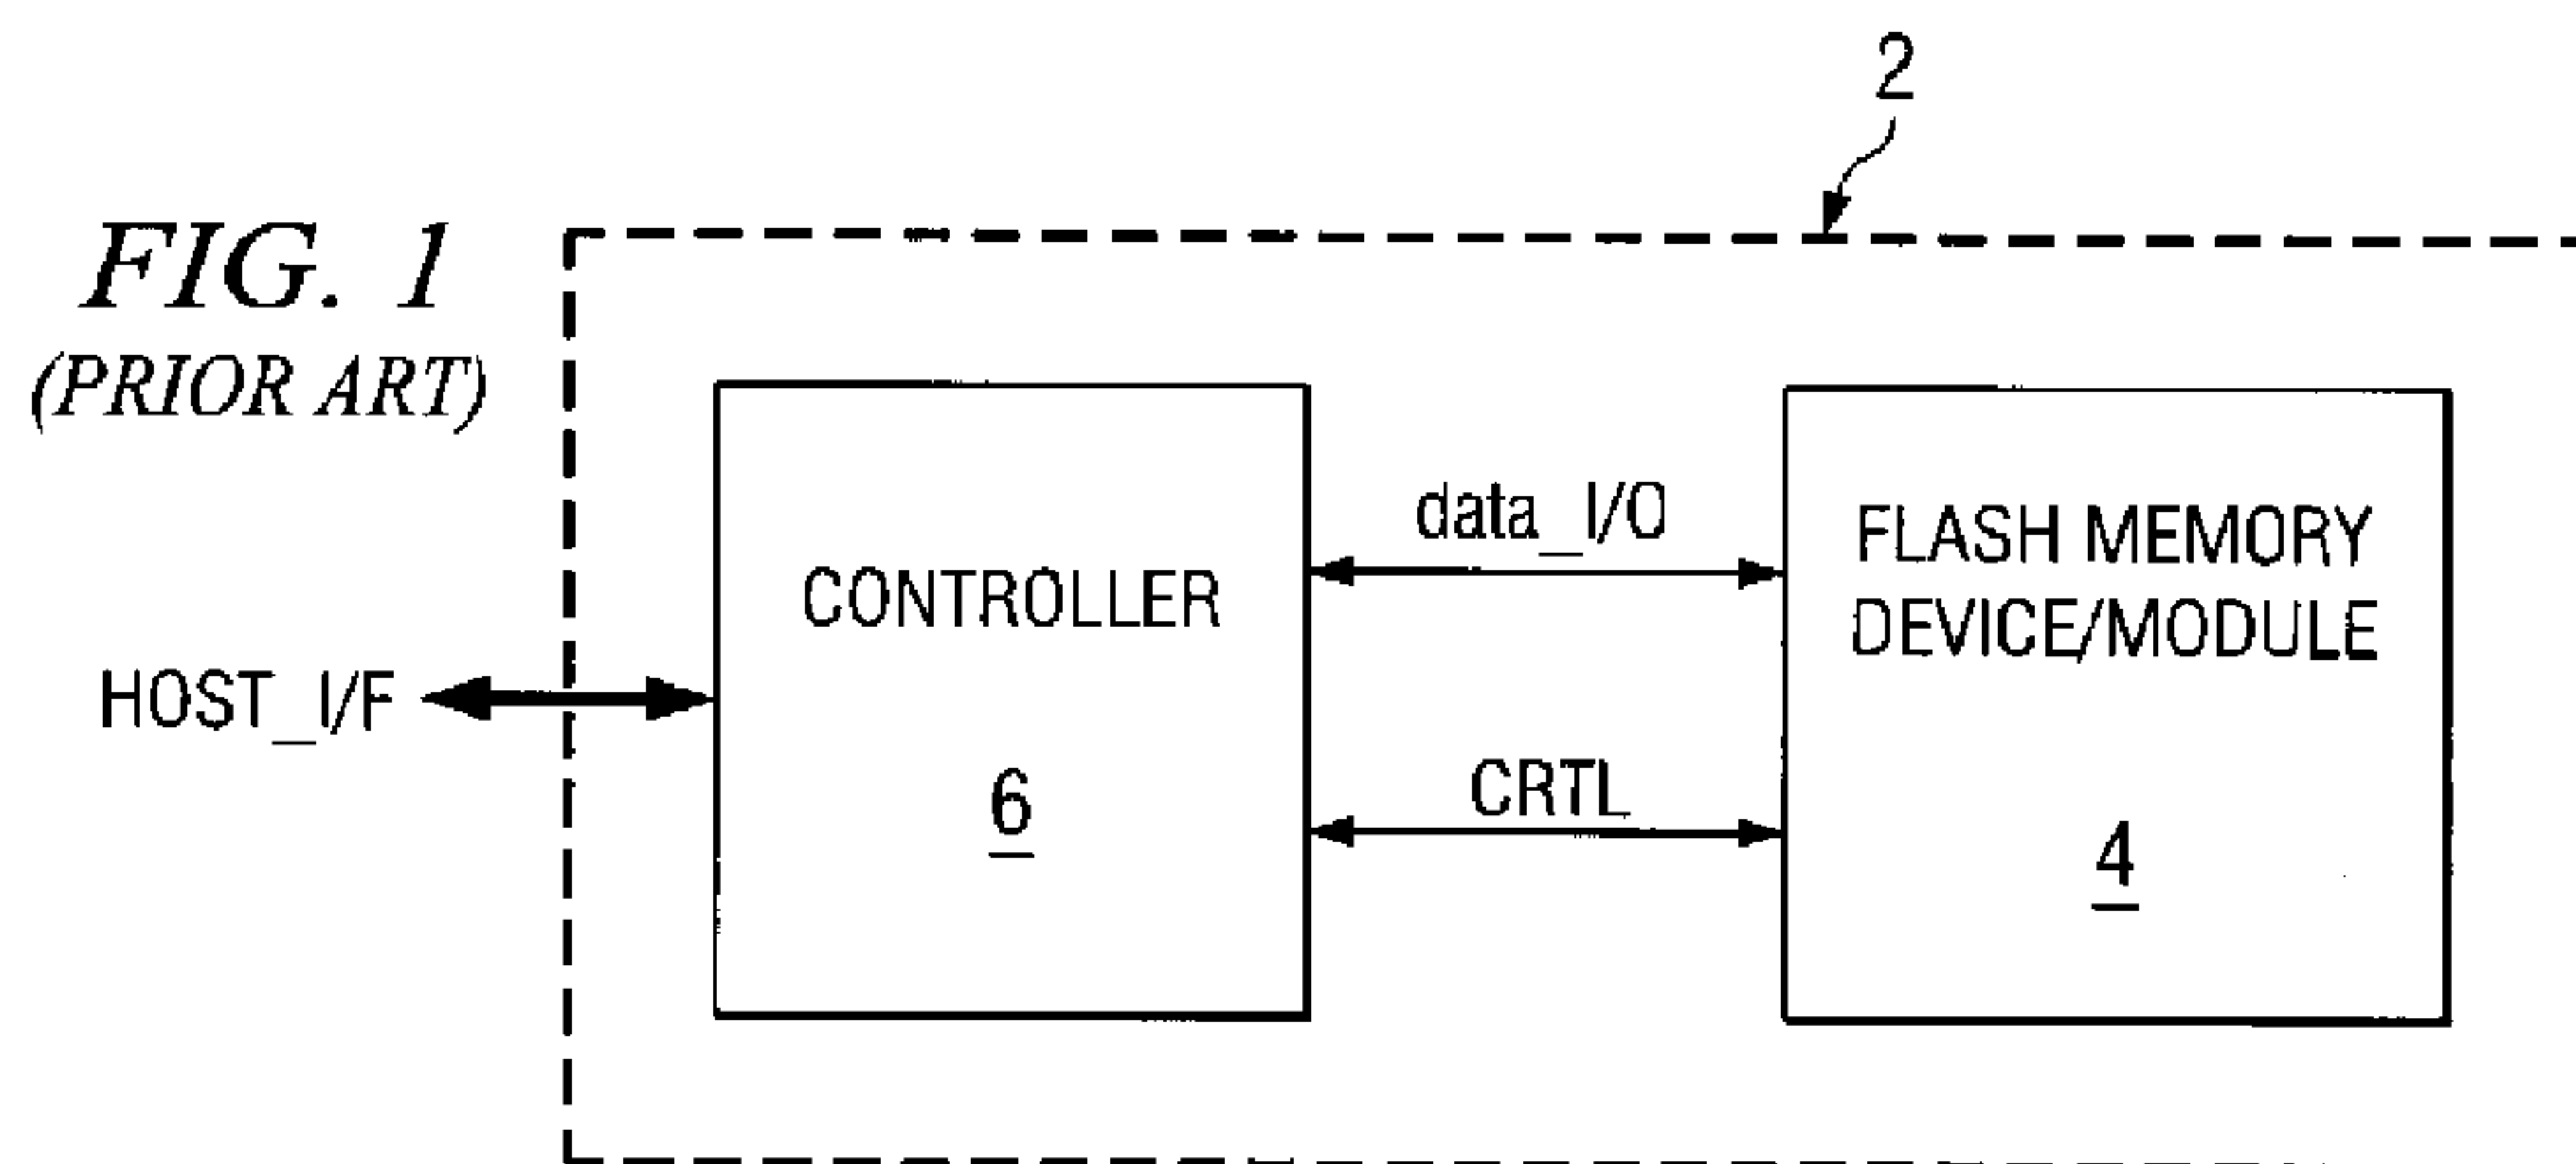 2
FIG. 1
(PRIOR ART)
CONTROLLER
6
data_I/O
CRTL
FLASH MEMORY
DEVICE/MODULE
4
HOST_I/F